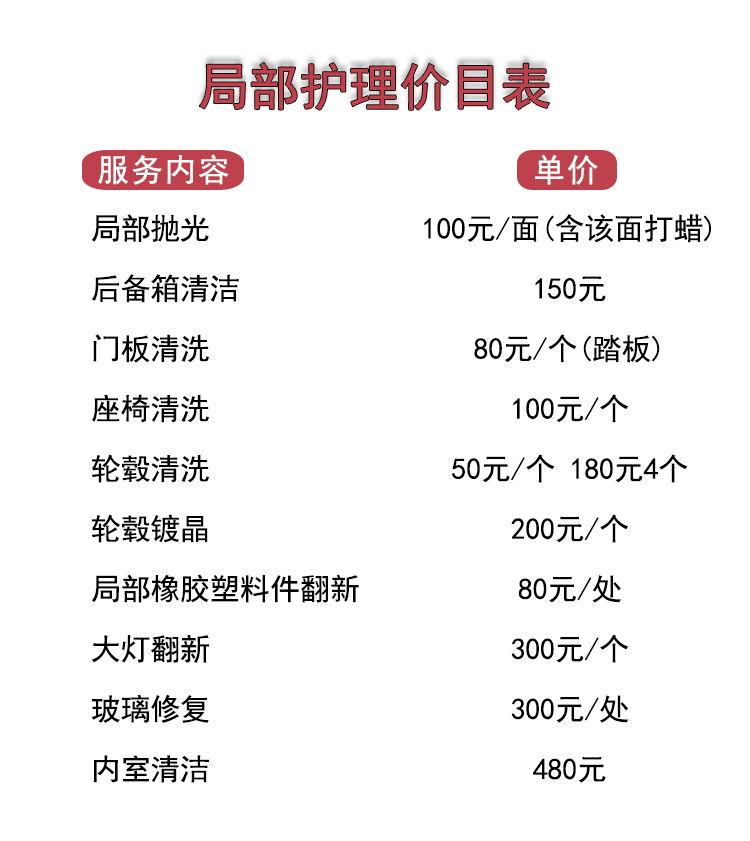 局部护理价目表
服务内容 单价
局部抛光 100元/面(含该面打蜡)
后备箱清洁 150元
门板清洗 80元/个(踏板)
座椅清洗 100元/个
轮毂清洗 50元/个 180元4个
轮毂镀晶 200元/个
局部橡胶塑料件翻新 80元/处
大灯翻新 300元/个
玻璃修复 300元/处
内室清洁 480元